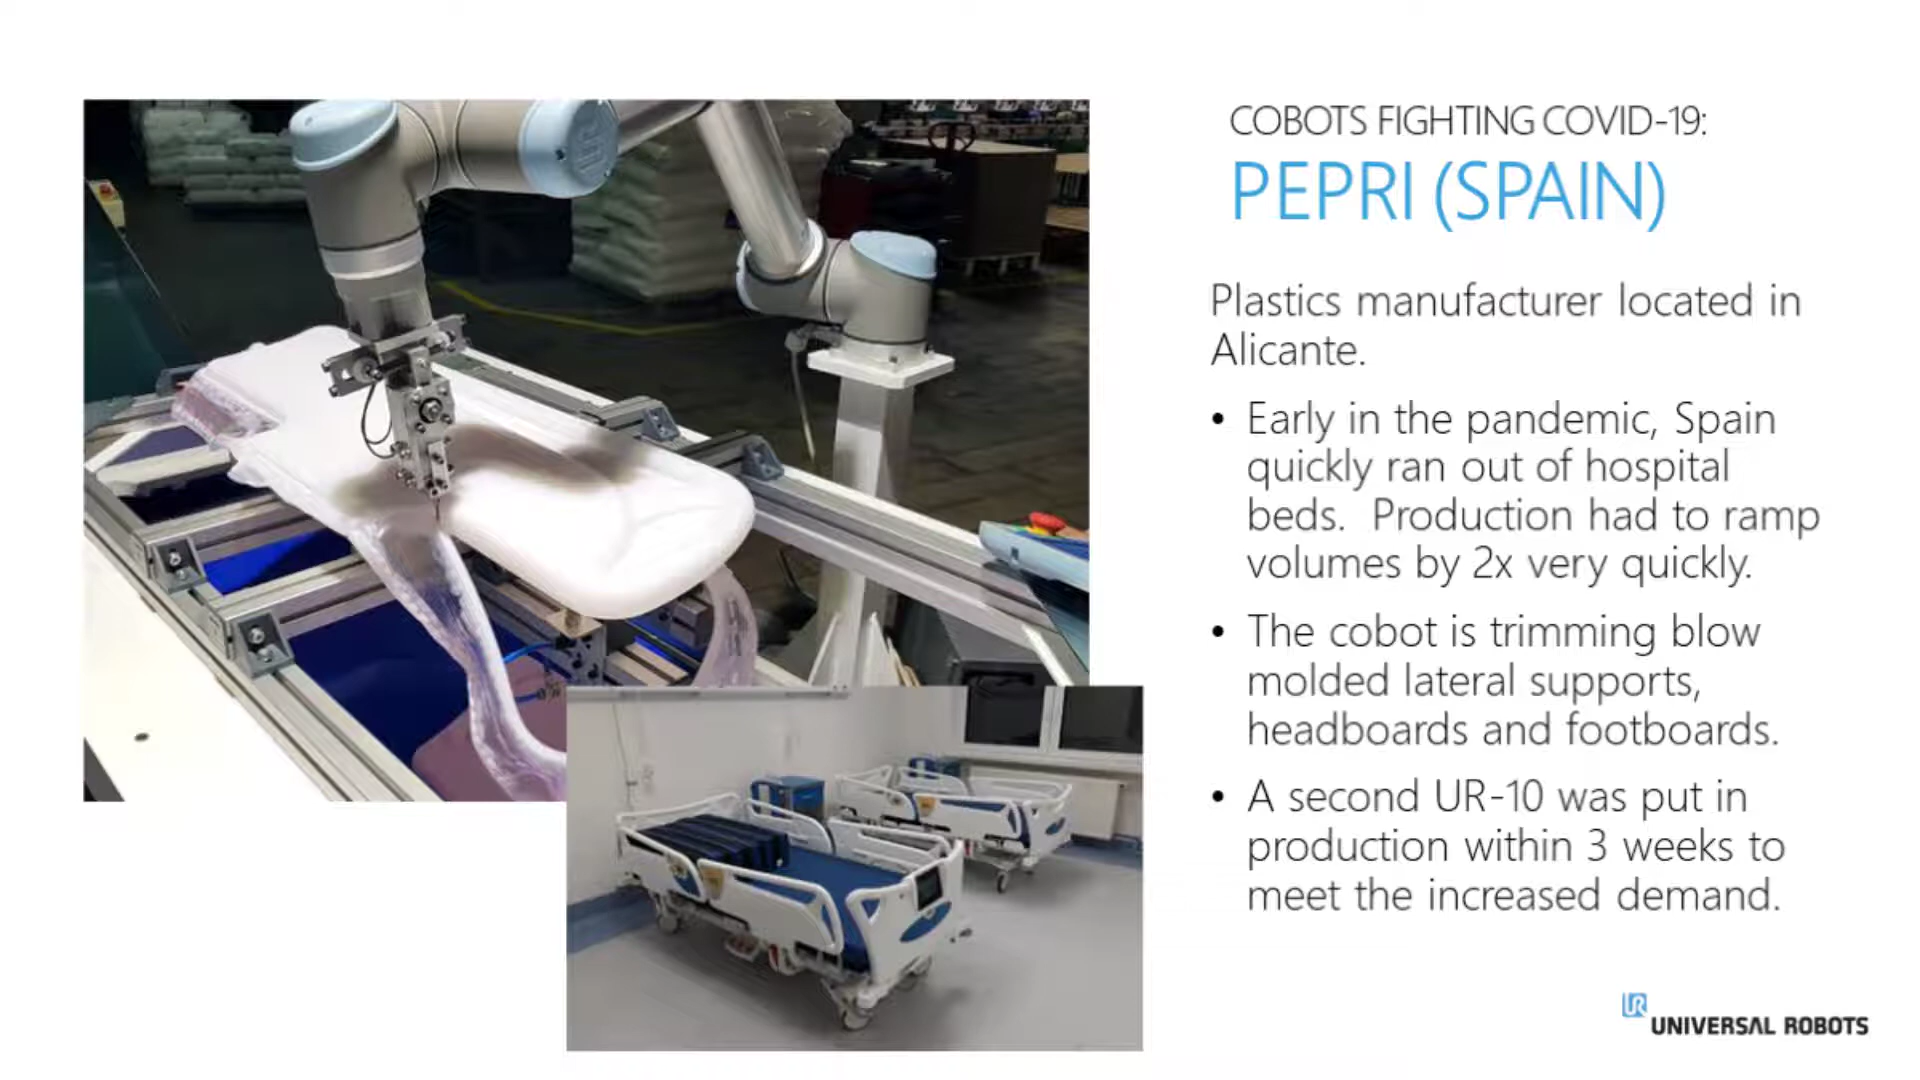 COBOTS FIGHTING COVID-19:
PEPRI (SPAIN)
Plastics manufacturer located in
Alicante.
• Early in the pandemic, Spain
quickly ran out of hospital
beds.  Production had to ramp
volumes by 2x very quickly.
• The cobot is trimming blow
molded lateral supports,
headboards and footboards.
• A second UR-10 was put in
production within 3 weeks to
meet the increased demand.
UR
UNIVERSAL ROBOTS